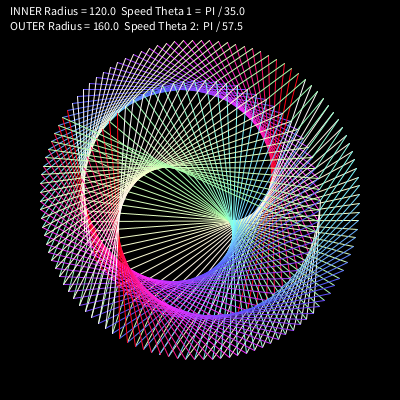 INNER Radius = 120.0  Speed Theta 1 =  PI / 35.0
OUTER Radius = 160.0  Speed Theta 2:  PI / 57.5